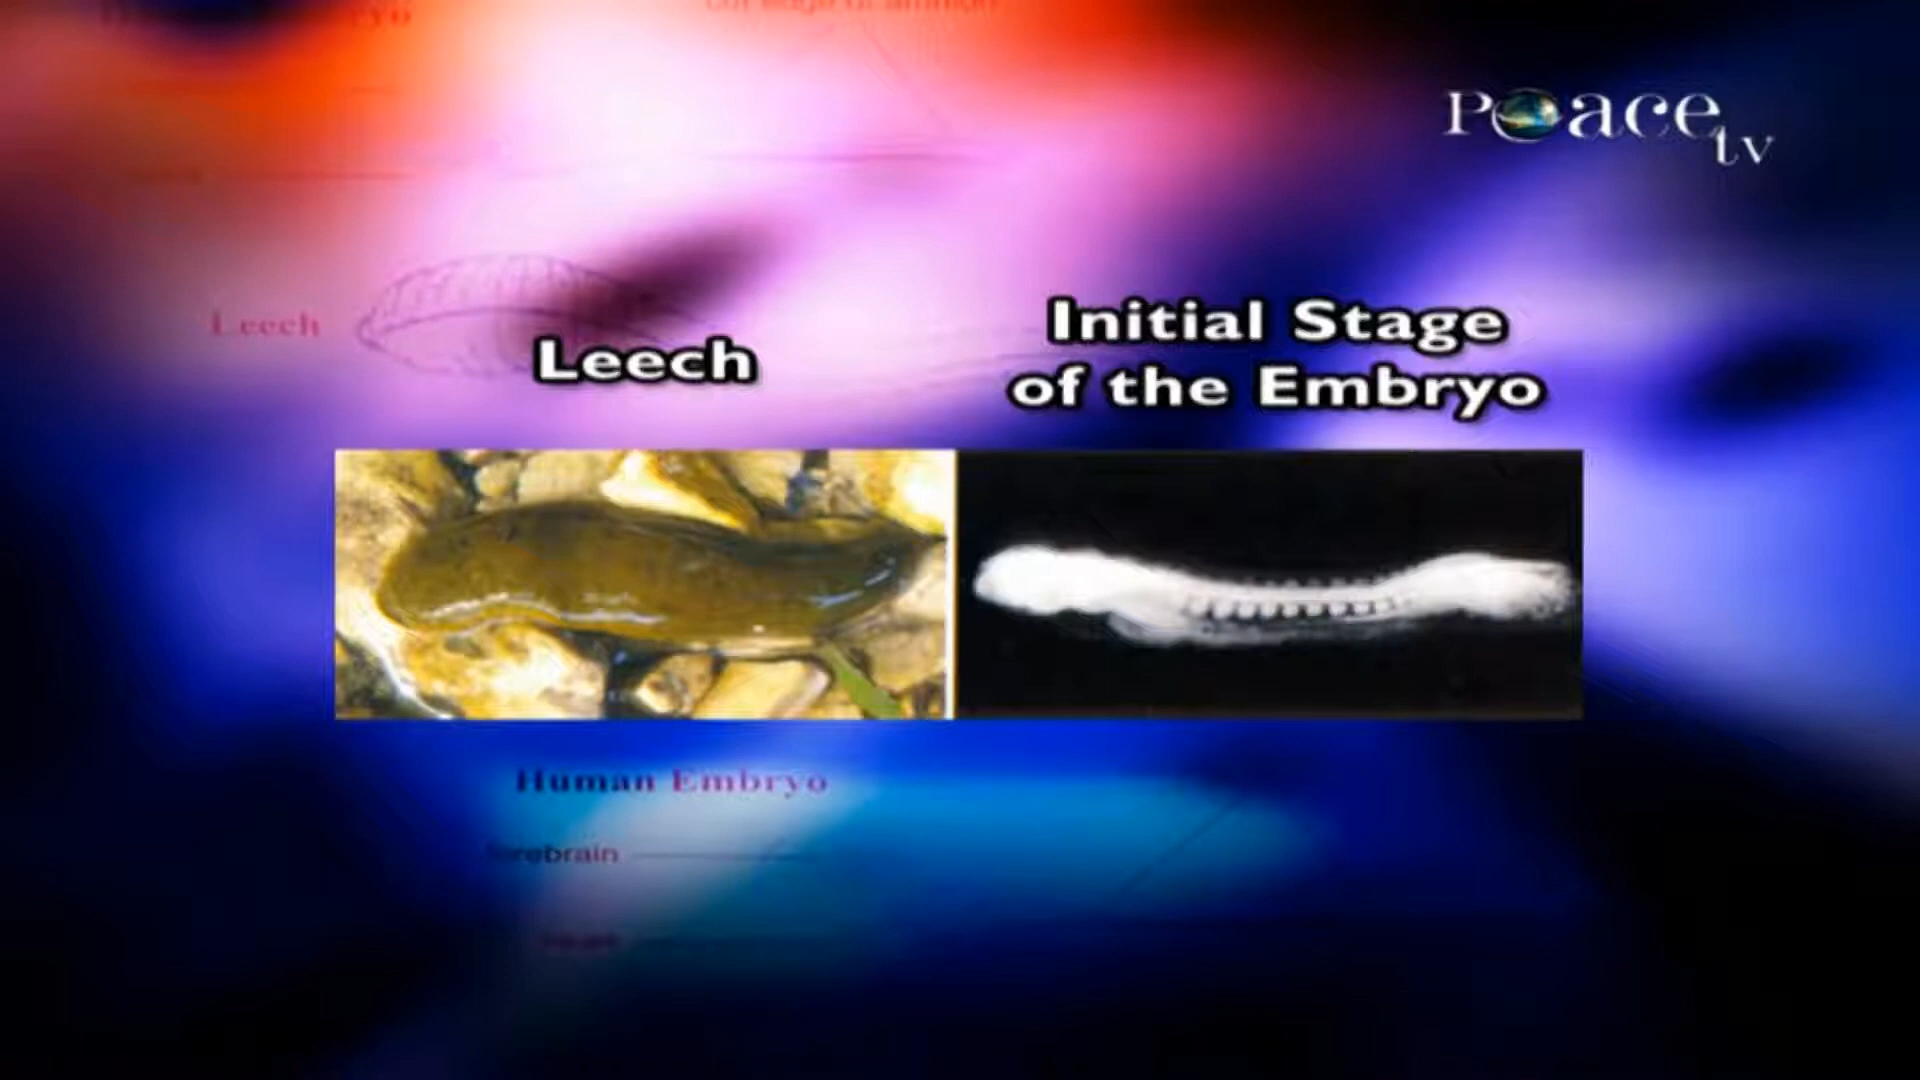 Peace
tv
Leech
Leech
Initial Stage
of the Embryo
Human Embryo
forebrain